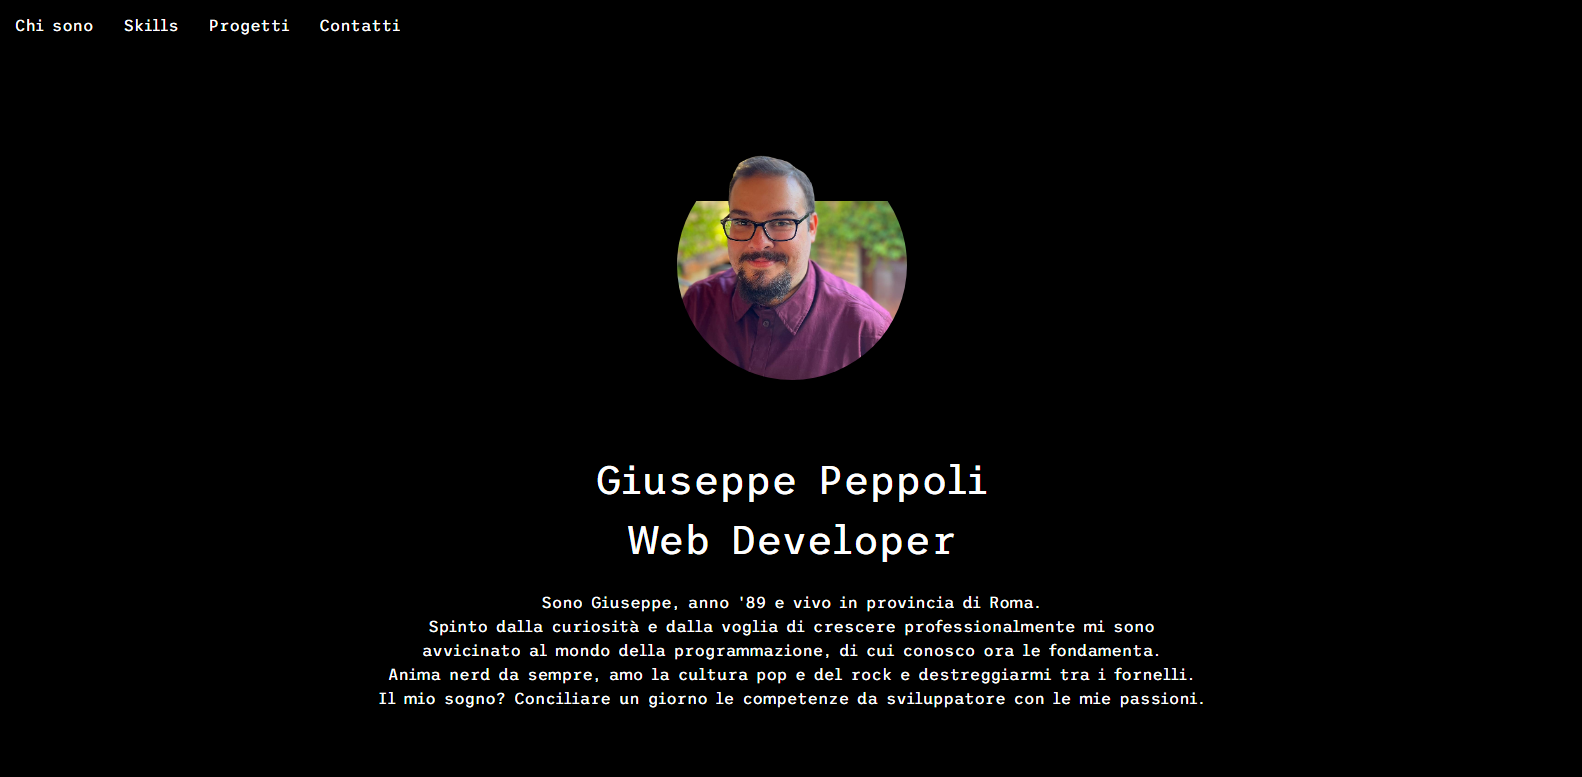 Chi sono Skills Progetti Contatti
Giuseppe Peppoli
Web Developer
Sono Giuseppe, anno '89 e vivo in provincia di Roma.
Spinto dalla curiosità e dalla voglia di crescere professionalmente mi sono
avvicinato al mondo della programmazione, di cui conosco ora le fondamenta.
Anima nerd da sempre, amo la cultura pop e del rock e destreggiarmi tra i fornelli.
Il mio sogno? Conciliare un giorno le competenze da sviluppatore con le mie passioni.